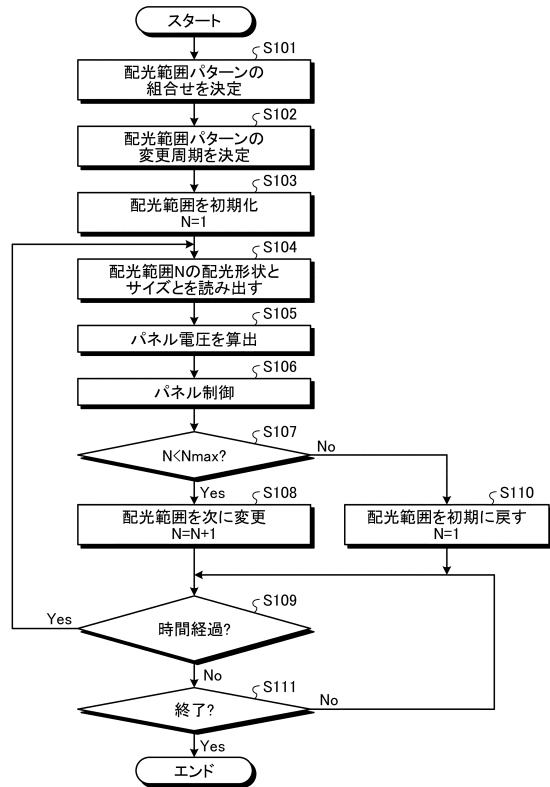 スタート
S101
配光範囲パターンの
組合せを決定
S102
配光範囲パターンの
変更周期を決定
S103
配光範囲を初期化
N=1
S104
配光範囲Nの配光形状と
サイズとを読み出す
S105
パネル電圧を算出
S106
パネル制御
S107
N<Nmax?
No
Yes
S108
配光範囲を次に変更
N=N+1
S110
配光範囲を初期に戻す
N=1
S109
時間経過?
Yes
No
S111
終了?
No
Yes
エンド